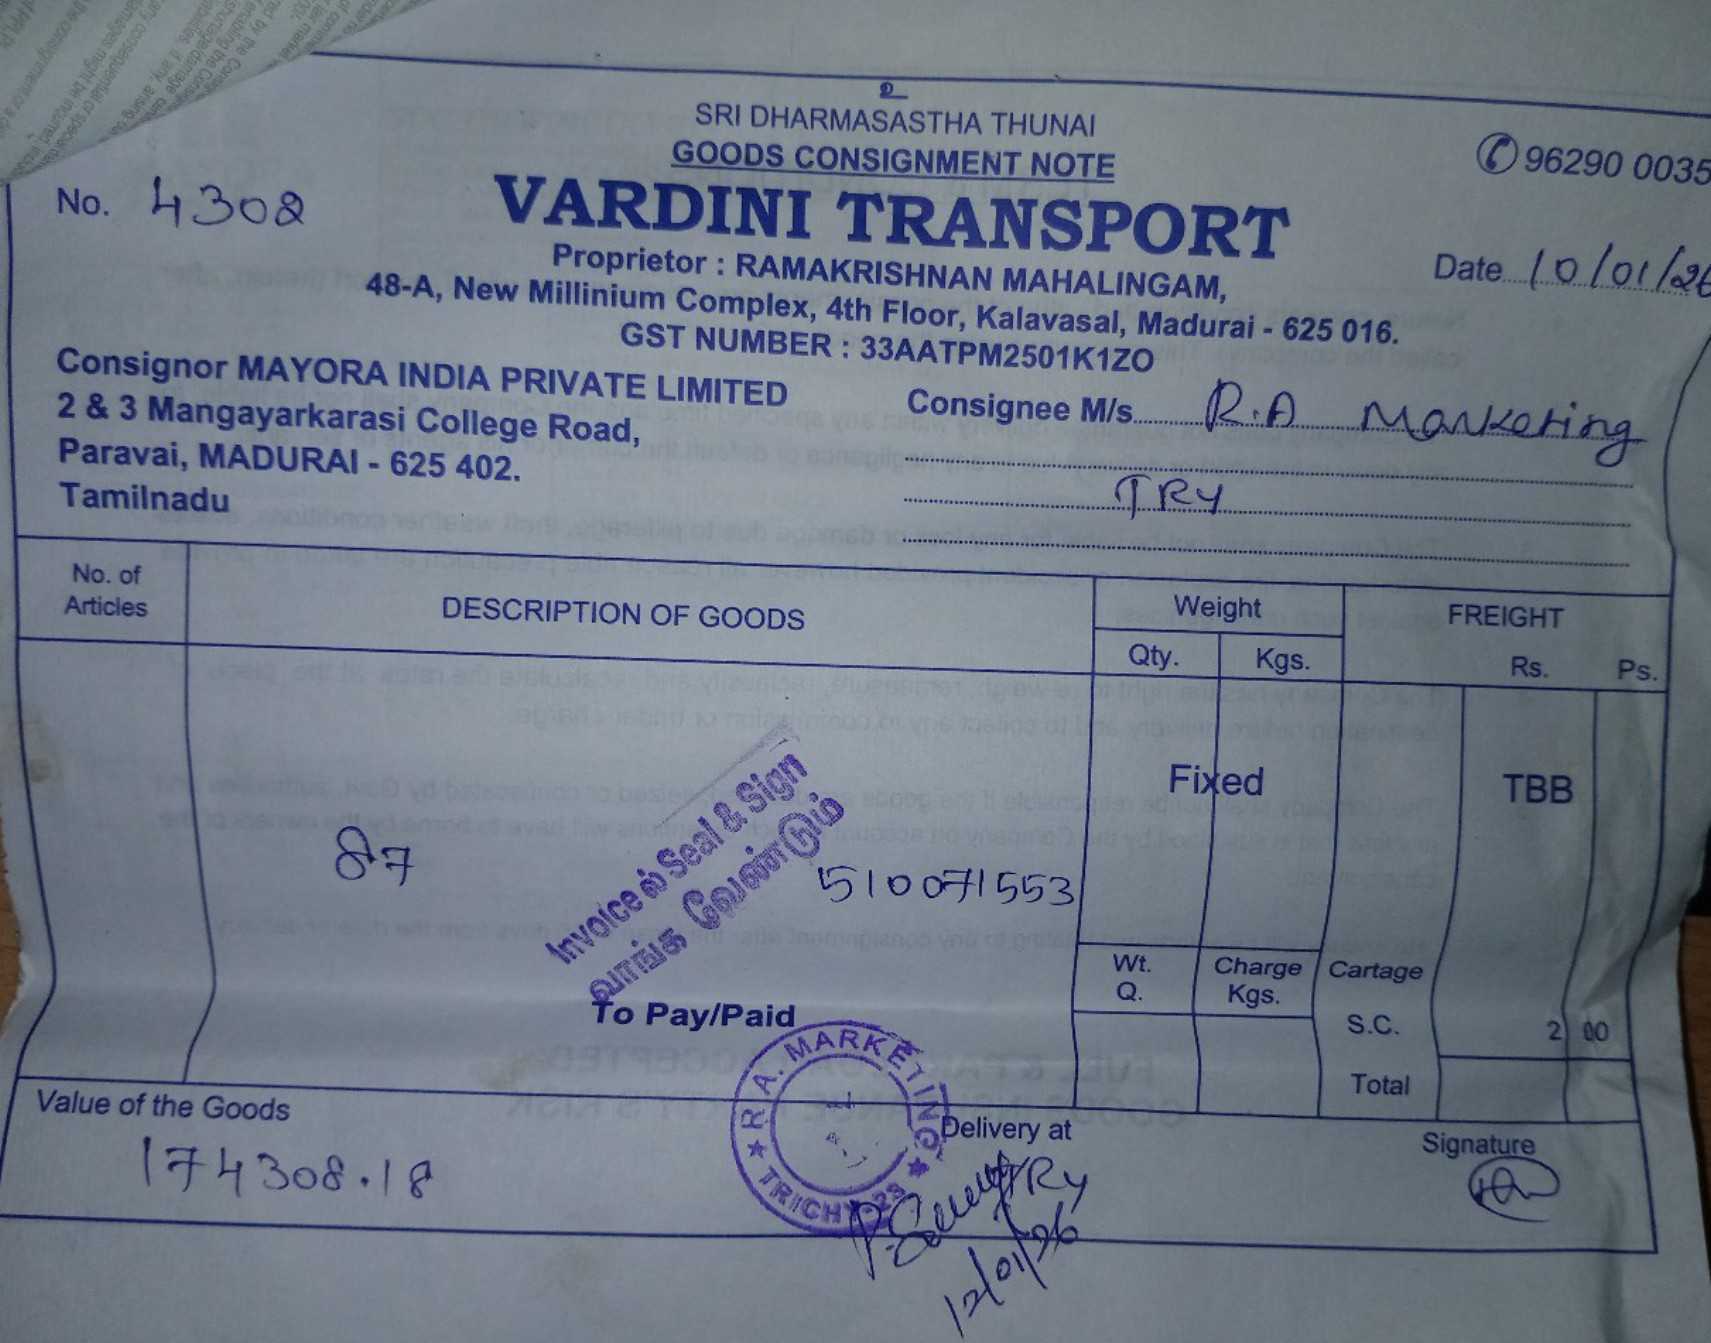 உ
SRI DHARMASASTHA THUNAI
GOODS CONSIGNMENT NOTE
96290 0035
No. 4302
VARDINI TRANSPORT
Proprietor : RAMAKRISHNAN MAHALINGAM,
Date 10/01/26
48-A, New Millinium Complex, 4th Floor, Kalavasal, Madurai - 625 016.
GST NUMBER : 33AATPM2501K1ZO
Consignor MAYORA INDIA PRIVATE LIMITED
2 & 3 Mangayarkarasi College Road,
Paravai, MADURAI - 625 402.
Tamilnadu
Consignee M/s. R.A Marketing
TRY
No. of
Articles
DESCRIPTION OF GOODS
Weight
FREIGHT
Qty. Kgs. Rs. Ps.
Fixed TBB
87
510071553
Invoice ல் Seal & Sign
வாங்க வேண்டும்
Wt.
Q.
Charge
Kgs.
Cartage
To Pay/Paid
S.C. 2 00
Total
R.A. MARKETING
TRICHY-23
Value of the Goods
174308.18
Delivery at
TRY
12/01/26
Signature